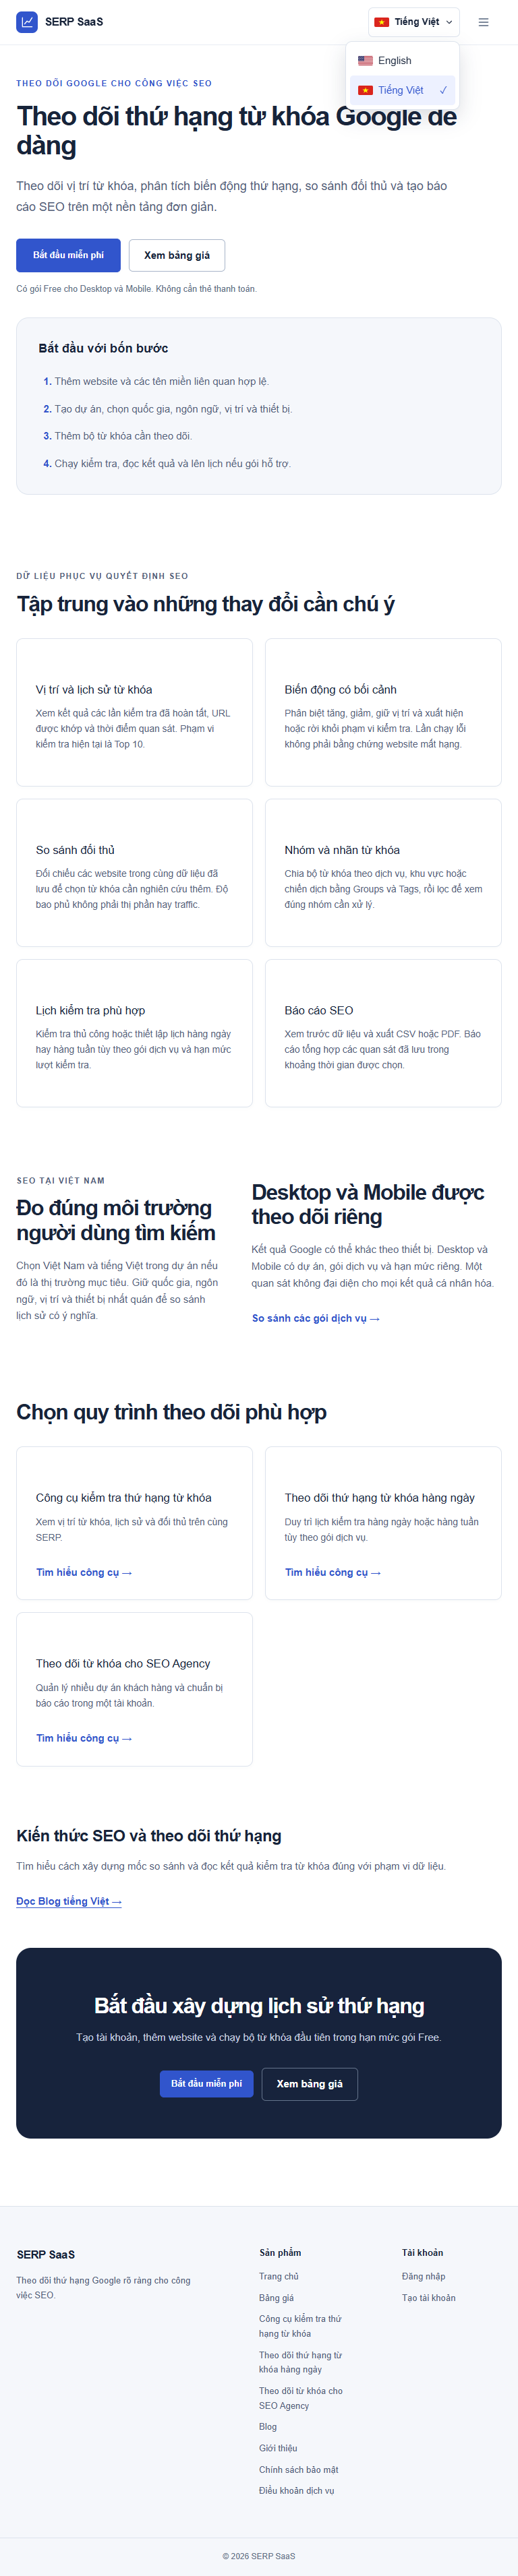 SERP SaaS
Tiếng Việt
English
Tiếng Việt
THEO DÕI GOOGLE CHO CÔNG VIỆC SEO
Theo dõi thứ hạng từ khóa Google dễ
dàng
Theo dõi vị trí từ khóa, phân tích biến động thứ hạng, so sánh đối thủ và tạo báo
cáo SEO trên một nền tảng đơn giản.
Bắt đầu miễn phí
Xem bảng giá
Có gói Free cho Desktop và Mobile. Không cần thẻ thanh toán.
Bắt đầu với bốn bước
1. Thêm website và các tên miền liên quan hợp lệ.
2. Tạo dự án, chọn quốc gia, ngôn ngữ, vị trí và thiết bị.
3. Thêm bộ từ khóa cần theo dõi.
4. Chạy kiểm tra, đọc kết quả và lên lịch nếu gói hỗ trợ.
DỮ LIỆU PHỤC VỤ QUYẾT ĐỊNH SEO
Tập trung vào những thay đổi cần chú ý
Vị trí và lịch sử từ khóa
Xem kết quả các lần kiểm tra đã hoàn tất, URL
được khớp và thời điểm quan sát. Phạm vi
kiểm tra hiện tại là Top 10.
Biến động có bối cảnh
Phân biệt tăng, giảm, giữ vị trí và xuất hiện
hoặc rời khỏi phạm vi kiểm tra. Lần chạy lỗi
không phải bằng chứng website mất hạng.
So sánh đối thủ
Đối chiếu các website trong cùng dữ liệu đã
lưu để chọn từ khóa cần nghiên cứu thêm. Độ
bao phủ không phải thị phần hay traffic.
Nhóm và nhãn từ khóa
Chia bộ từ khóa theo dịch vụ, khu vực hoặc
chiến dịch bằng Groups và Tags, rồi lọc để xem
đúng nhóm cần xử lý.
Lịch kiểm tra phù hợp
Kiểm tra thủ công hoặc thiết lập lịch hàng ngày
hay hàng tuần tùy theo gói dịch vụ và hạn mức
lượt kiểm tra.
Báo cáo SEO
Xem trước dữ liệu và xuất CSV hoặc PDF. Báo
cáo tổng hợp các quan sát đã lưu trong
khoảng thời gian được chọn.
SEO TẠI VIỆT NAM
Đo đúng môi trường
người dùng tìm kiếm
Chọn Việt Nam và tiếng Việt trong dự án nếu
đó là thị trường mục tiêu. Giữ quốc gia, ngôn
ngữ, vị trí và thiết bị nhất quán để so sánh
lịch sử có ý nghĩa.
Desktop và Mobile được
theo dõi riêng
Kết quả Google có thể khác theo thiết bị. Desktop và
Mobile có dự án, gói dịch vụ và hạn mức riêng. Một
quan sát không đại diện cho mọi kết quả cá nhân hóa.
So sánh các gói dịch vụ →
Chọn quy trình theo dõi phù hợp
Công cụ kiểm tra thứ hạng từ khóa
Xem vị trí từ khóa, lịch sử và đối thủ trên cùng
SERP.
Tìm hiểu công cụ →
Theo dõi thứ hạng từ khóa hàng ngày
Duy trì lịch kiểm tra hàng ngày hoặc hàng tuần
tùy theo gói dịch vụ.
Tìm hiểu công cụ →
Theo dõi từ khóa cho SEO Agency
Quản lý nhiều dự án khách hàng và chuẩn bị
báo cáo trong một tài khoản.
Tìm hiểu công cụ →
Kiến thức SEO và theo dõi thứ hạng
Tìm hiểu cách xây dựng mốc so sánh và đọc kết quả kiểm tra từ khóa đúng với phạm vi dữ liệu.
Đọc Blog tiếng Việt →
Bắt đầu xây dựng lịch sử thứ hạng
Tạo tài khoản, thêm website và chạy bộ từ khóa đầu tiên trong hạn mức gói Free.
Bắt đầu miễn phí
Xem bảng giá
SERP SaaS
Theo dõi thứ hạng Google rõ ràng cho công
việc SEO.
Sản phẩm
Trang chủ
Bảng giá
Công cụ kiểm tra thứ
hạng từ khóa
Theo dõi thứ hạng từ
khóa hàng ngày
Theo dõi từ khóa cho
SEO Agency
Blog
Giới thiệu
Chính sách bảo mật
Điều khoản dịch vụ
Tài khoản
Đăng nhập
Tạo tài khoản
© 2026 SERP SaaS